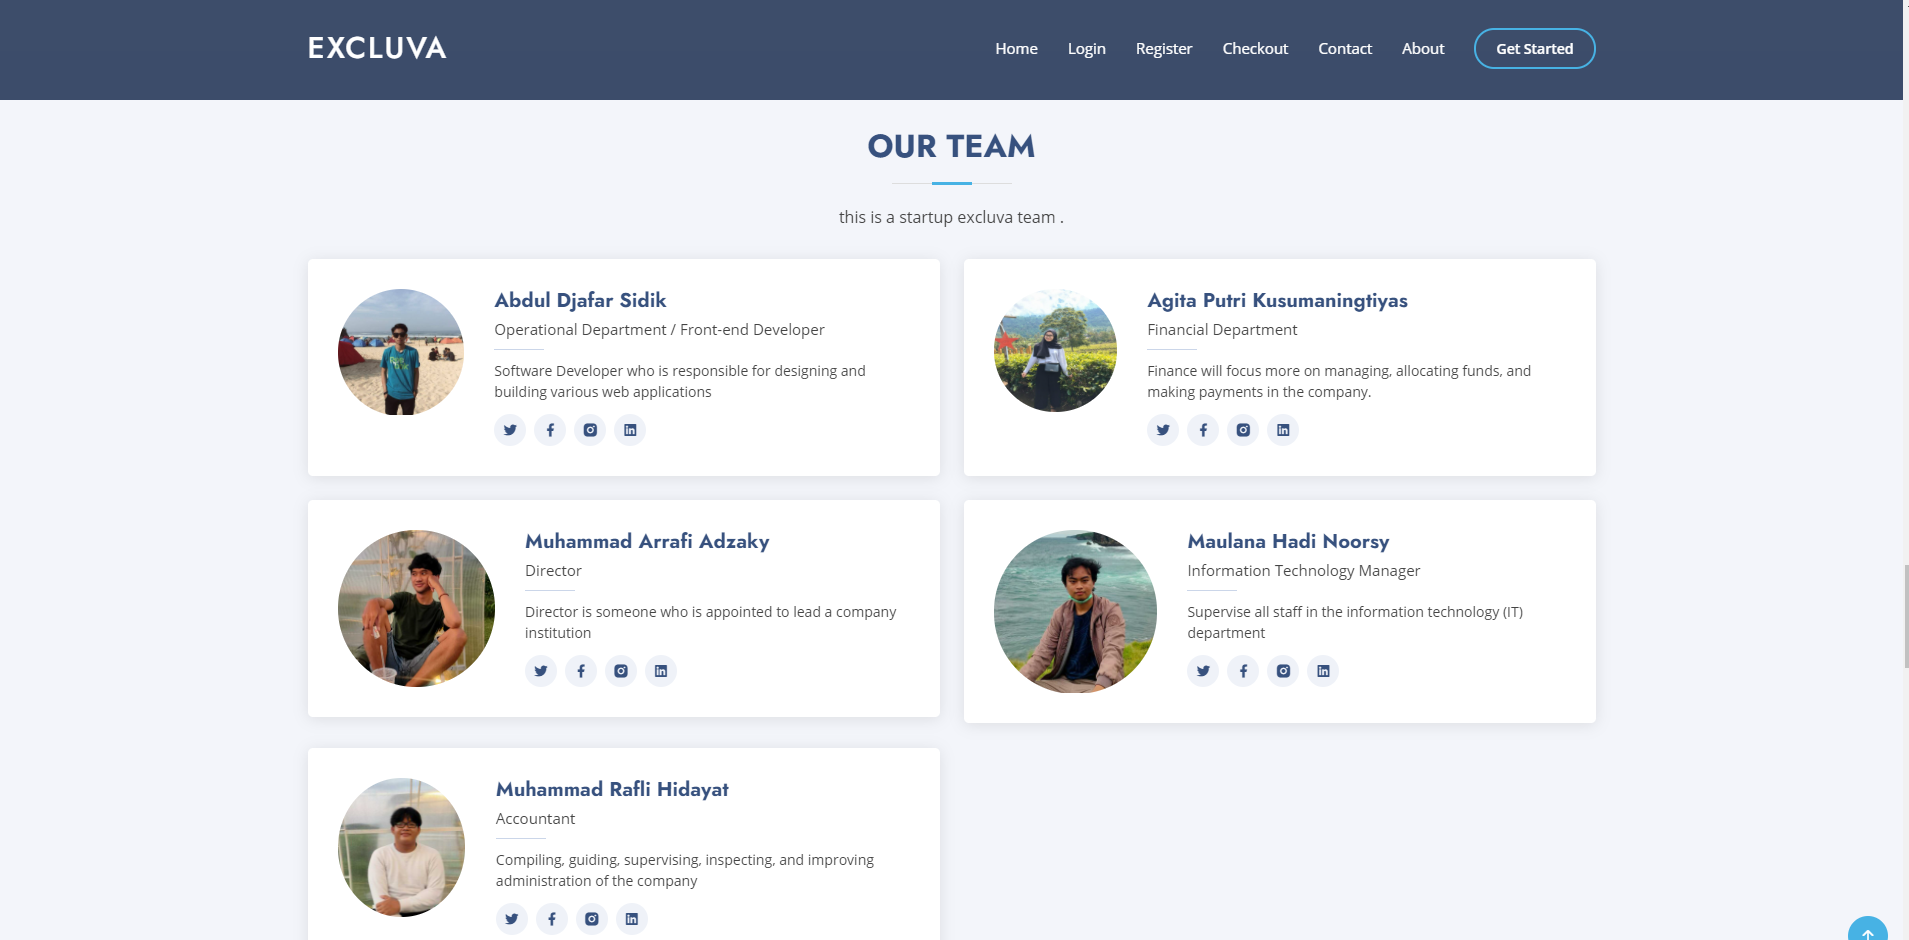 EXCLUVA
Home Login Register Checkout Contact About Get Started
OUR TEAM
this is a startup excluva team .
Abdul Djafar Sidik
Operational Department / Front-end Developer
Software Developer who is responsible for designing and
building various web applications
Agita Putri Kusumaningtiyas
Financial Department
Finance will focus more on managing, allocating funds, and
making payments in the company.
Muhammad Arrafi Adzaky
Director
Director is someone who is appointed to lead a company
institution
Maulana Hadi Noorsy
Information Technology Manager
Supervise all staff in the information technology (IT)
department
Muhammad Rafli Hidayat
Accountant
Compiling, guiding, supervising, inspecting, and improving
administration of the company